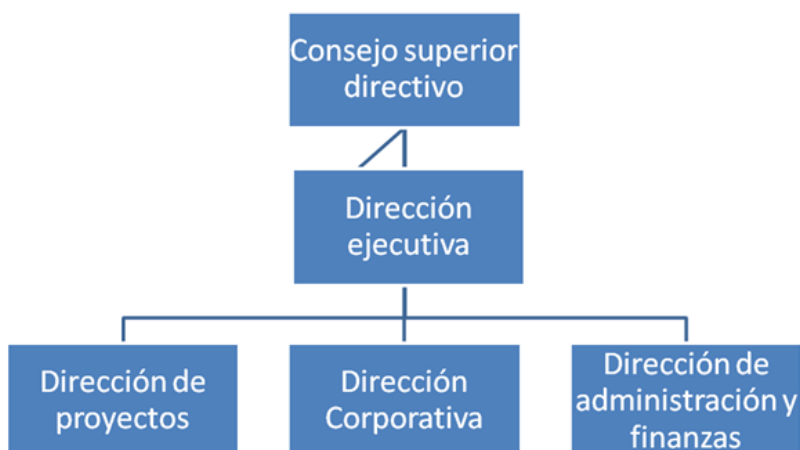 Consejo superior
directivo
Dirección
ejecutiva
Dirección de
proyectos
Dirección
Corporativa
Dirección de
administración y
finanzas